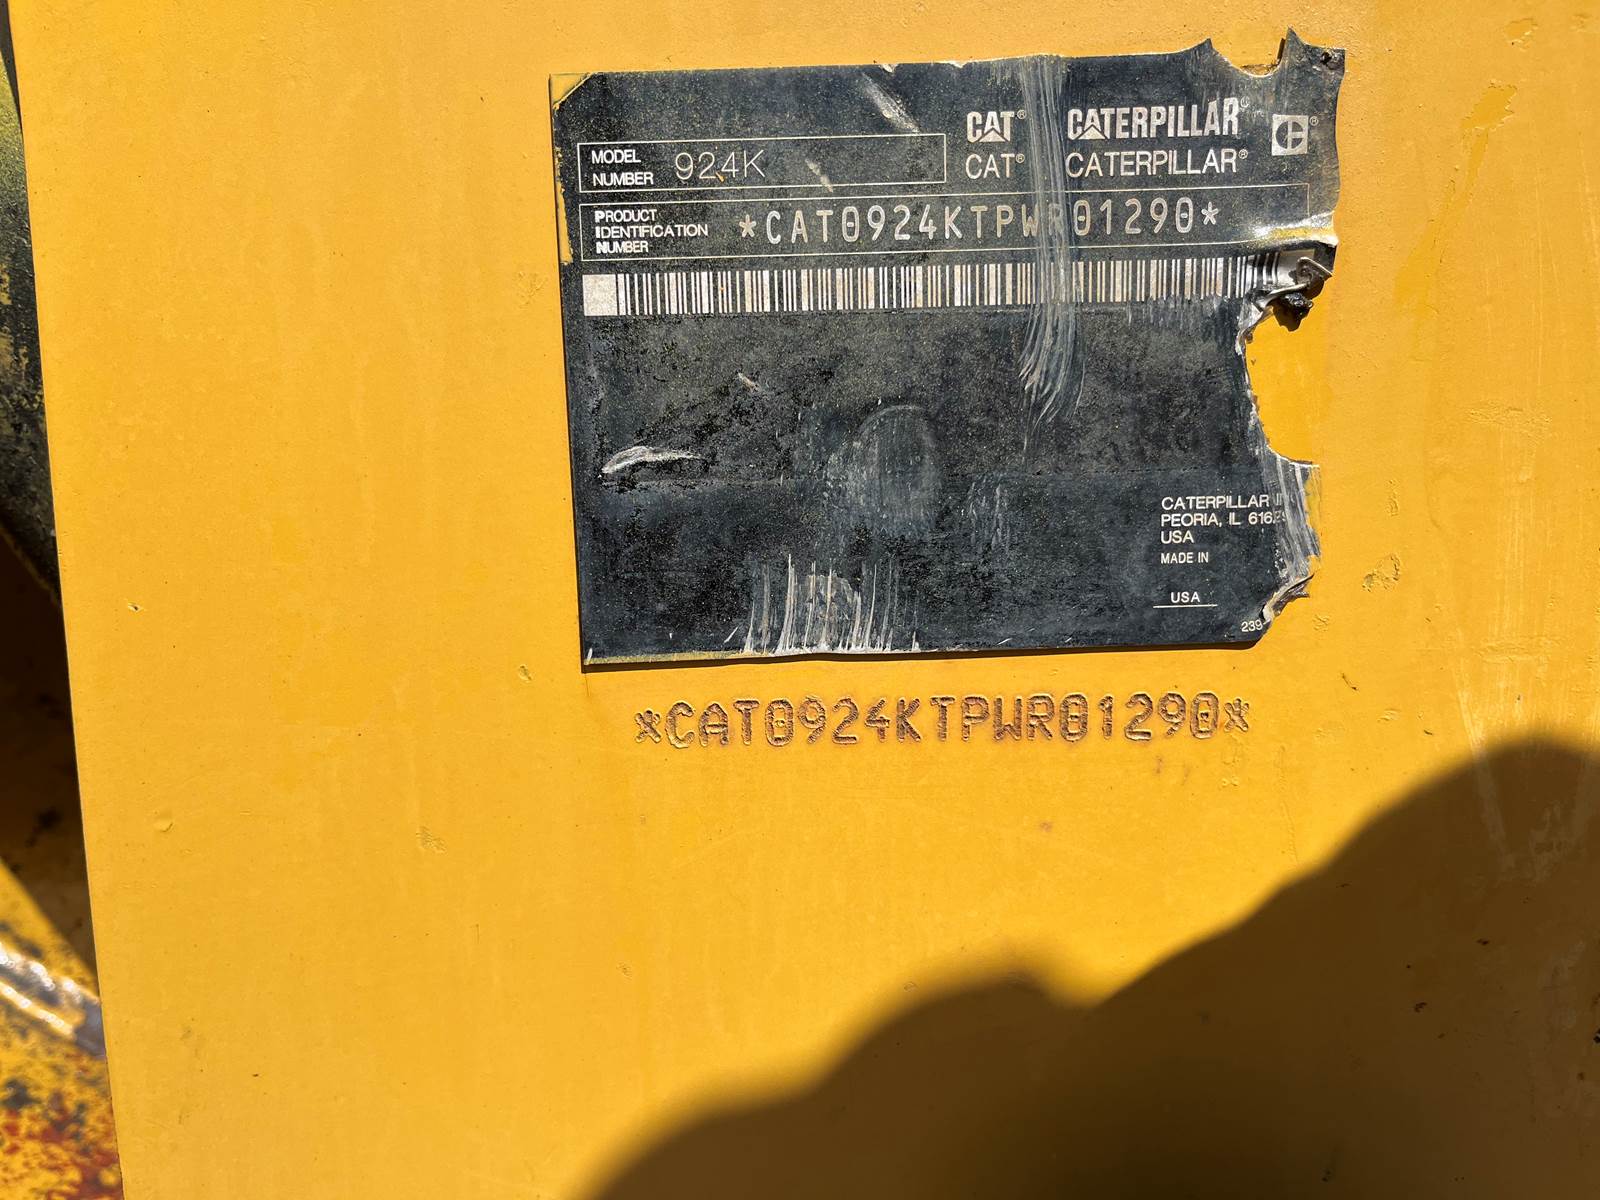 CAT® CATERPILLAR® ®
CAT® CATERPILLAR®
MODEL
NUMBER 924K
PRODUCT
IDENTIFICATION
NUMBER
*CAT0924KTPWR01290*
CATERPILLAR
PEORIA, IL
USA
MADE IN
USA
239-
*CAT0924KTPWR01290*